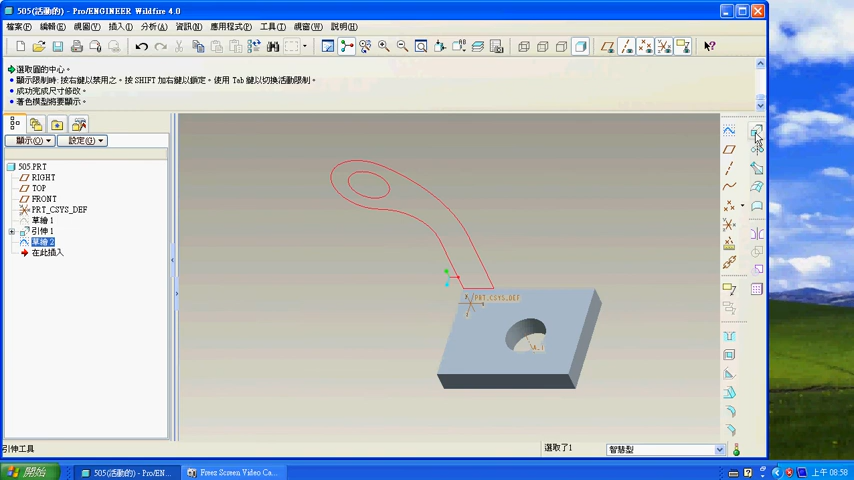 505(活動的) - Pro/ENGINEER Wildfire 4.0
檔案(F) 編輯(E) 視圖(V) 插入(I) 分析(A) 資訊(N) 應用程式(P) 工具(T) 視窗(W) 說明(H)
選取圓的中心。
顯示限制時: 按右鍵以禁用之。按 SHIFT 加右鍵以鎖定。使用 Tab 鍵以切換活動限制。
成功完成尺寸修改。
著色模型將要顯示。
顯示(O) 設定(G)
505.PRT
RIGHT
TOP
FRONT
PRT_CSYS_DEF
草繪 1
引伸 1
草繪 2
在此插入
PRT_CSYS_DEF
A_1
引伸工具
選取了1
智慧型
開始
505(活動的) - Pro/EN...
Freez Screen Video Ca...
上午 08:58